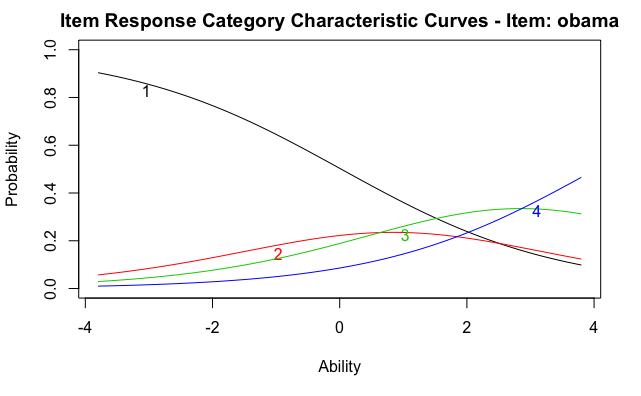 Item Response Category Characteristic Curves - Item: obama
Probability
1.0
0.8
0.6
0.4
0.2
0.0
1
2
3
4
-4 -2 0 2 4
Ability